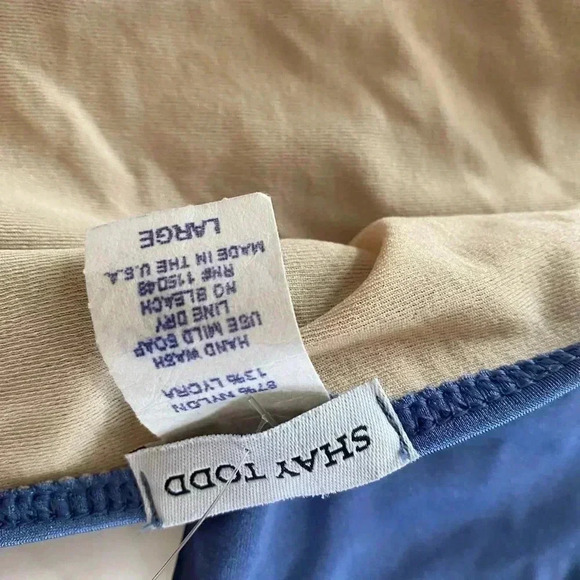 SHAY TODD
87% NYLON
13% LYCRA
HAND WASH
USE MILD SOAP
LINE DRY
NO BLEACH
RN# 115048
MADE IN THE U.S.A.
LARGE